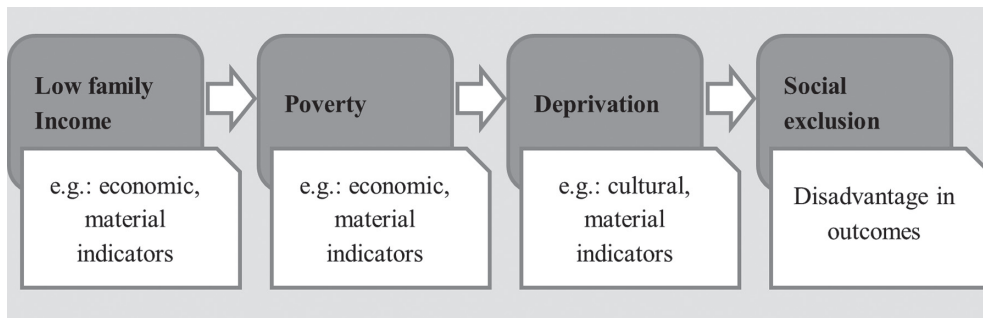 Low family
Income
e.g.: economic,
material
indicators
Poverty
e.g.: economic,
material
indicators
Deprivation
e.g.: cultural,
material
indicators
Social
exclusion
Disadvantage in
outcomes